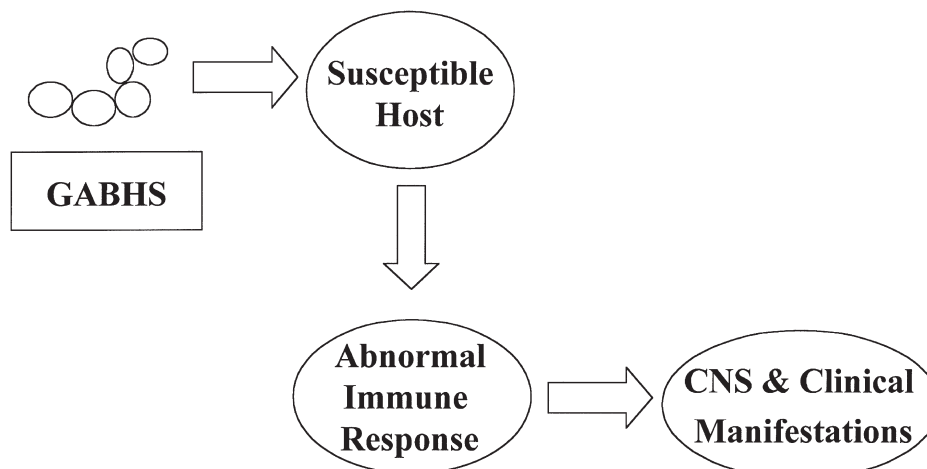 Susceptible
Host
GABHS
Abnormal
Immune
Response
CNS & Clinical
Manifestations